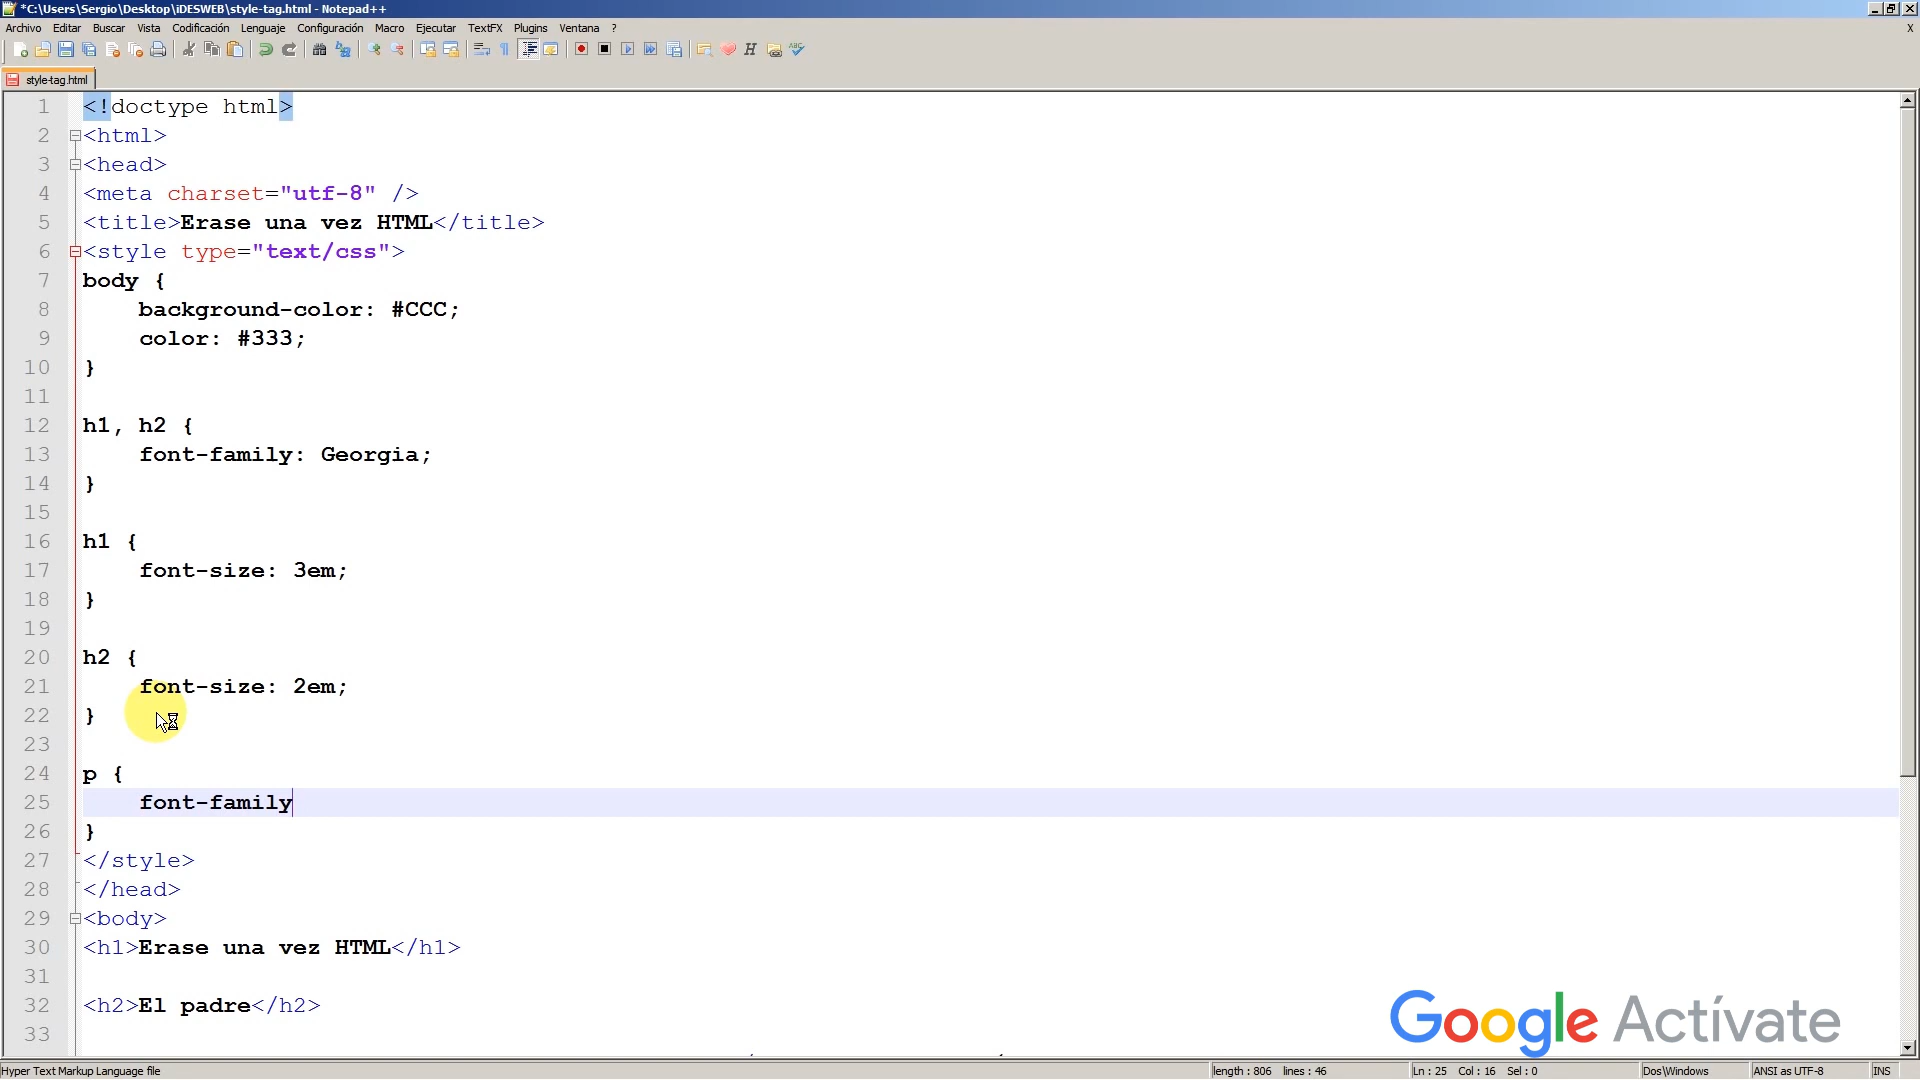 *C:\Users\Sergio\Desktop\iDESWEB\style-tag.html - Notepad++
Archivo Editar Buscar Vista Codificación Lenguaje Configuración Macro Ejecutar TextFX Plugins Ventana ? X
style-tag.html
1 <!doctype html>
2 <html>
3 <head>
4 <meta charset="utf-8" />
5 <title>Erase una vez HTML</title>
6 <style type="text/css">
7 body {
8 background-color: #CCC;
9 color: #333;
10 }
11
12 h1, h2 {
13 font-family: Georgia;
14 }
15
16 h1 {
17 font-size: 3em;
18 }
19
20 h2 {
21 font-size: 2em;
22 }
23
24 p {
25 font-family
26 }
27 </style>
28 </head>
29 <body>
30 <h1>Erase una vez HTML</h1>
31
32 <h2>El padre</h2>
33
Google Actívate
Hyper Text Markup Language file length : 806 lines : 46 Ln : 25 Col : 16 Sel : 0 Dos\Windows ANSI as UTF-8 INS